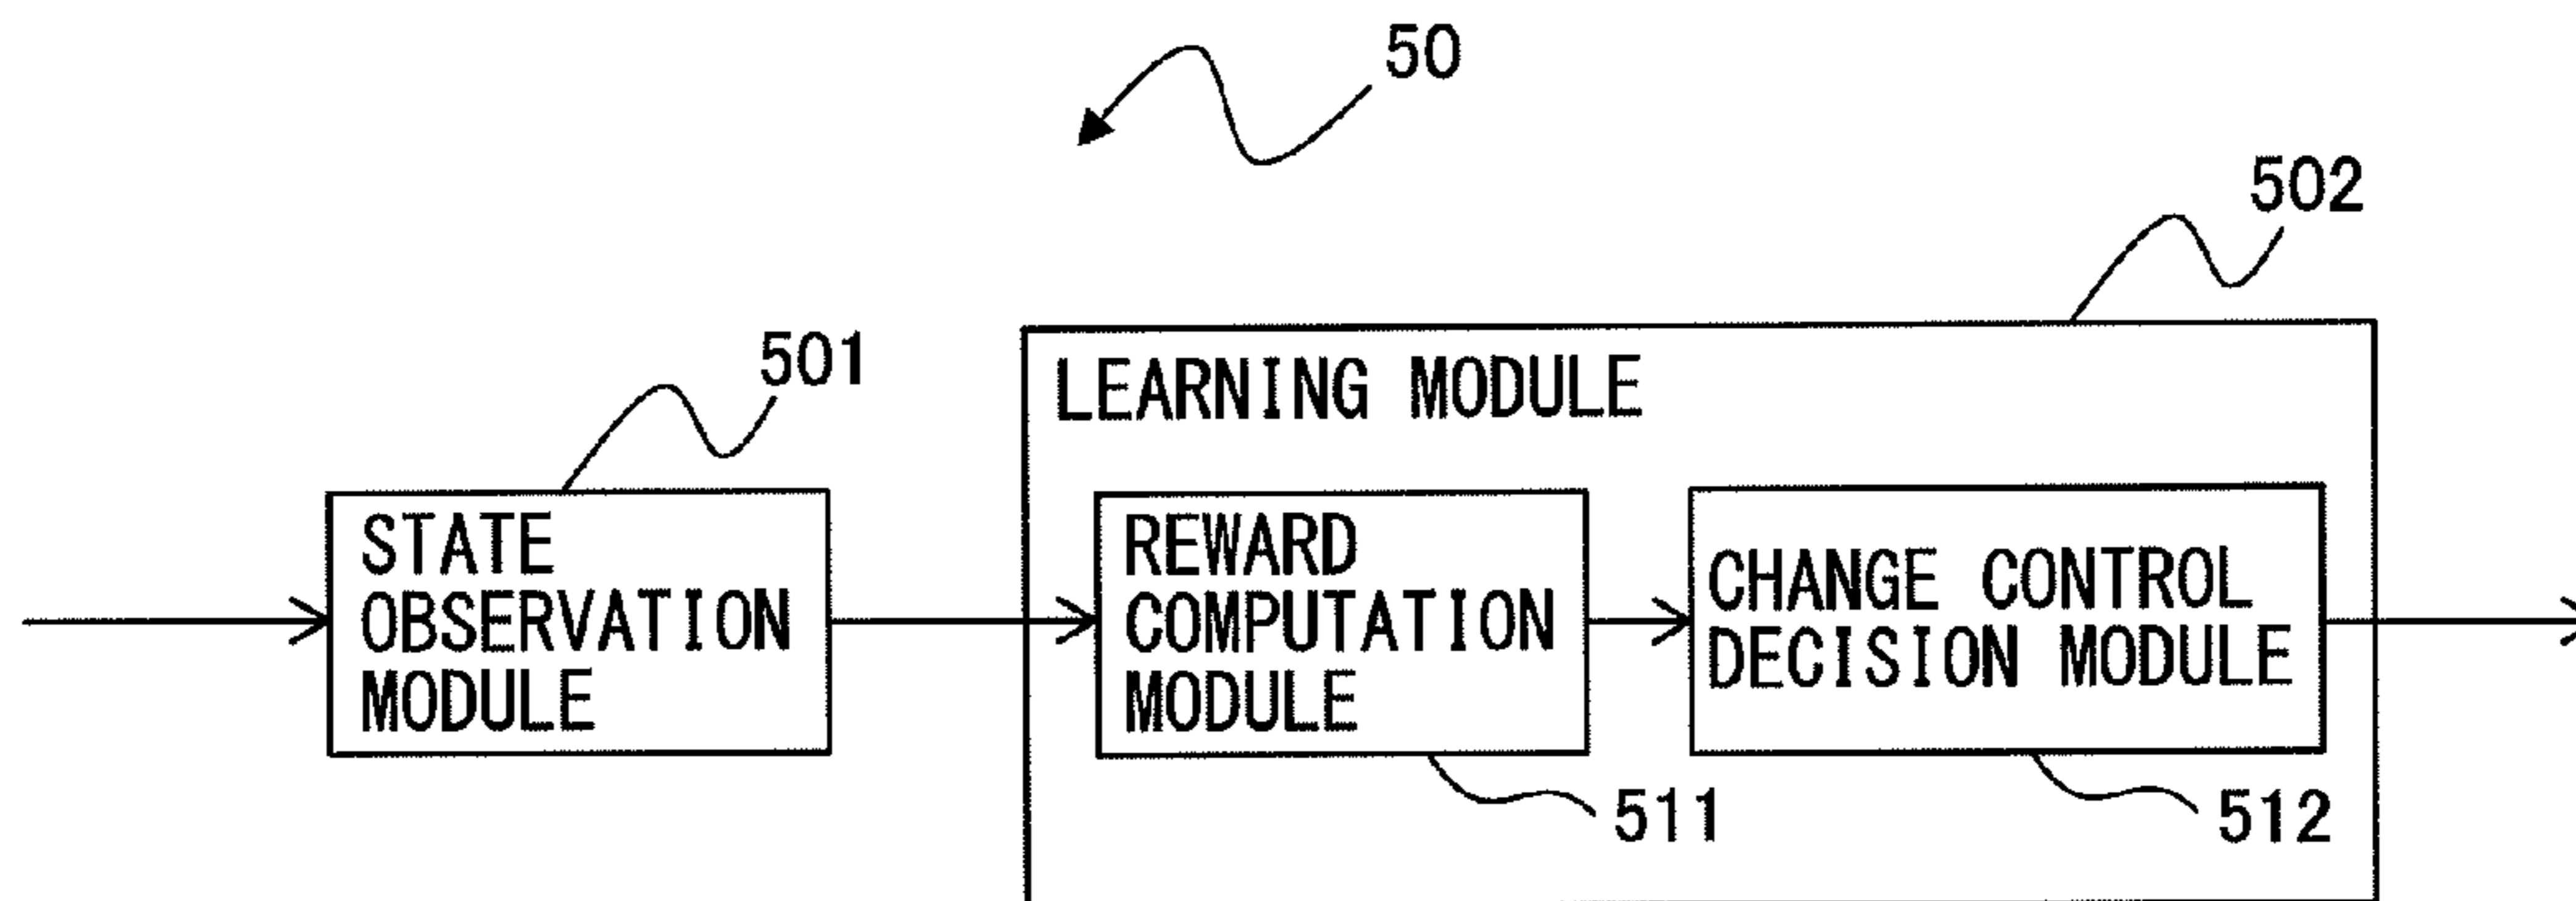 50
502
501
LEARNING MODULE
STATE
OBSERVATION
MODULE
REWARD
COMPUTATION
MODULE
CHANGE CONTROL
DECISION MODULE
511
512